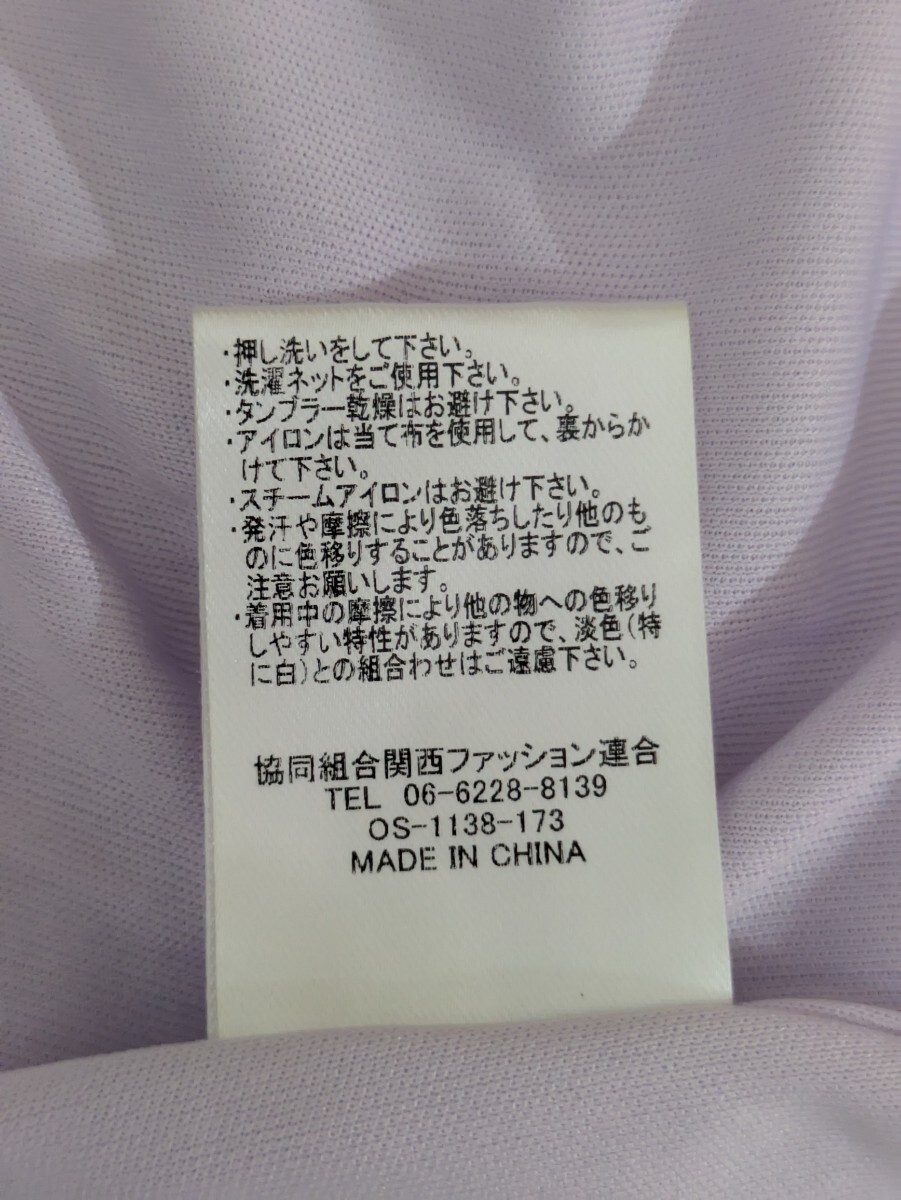 ・押し洗いをして下さい。
・洗濯ネットをご使用下さい。
・タンブラー乾燥はお避け下さい。
・アイロンは当て布を使用して、裏からか
けて下さい。
・スチームアイロンはお避け下さい。
・発汗や摩擦により色落ちしたり他のも
のに色移りすることがありますので、ご
注意お願いします。
・着用中の摩擦により他の物への色移り
しやすい特性がありますので、淡色(特
に白)との組合わせはご遠慮下さい。
協同組合関西ファッション連合
TEL 06-6228-8139
OS-1138-173
MADE IN CHINA